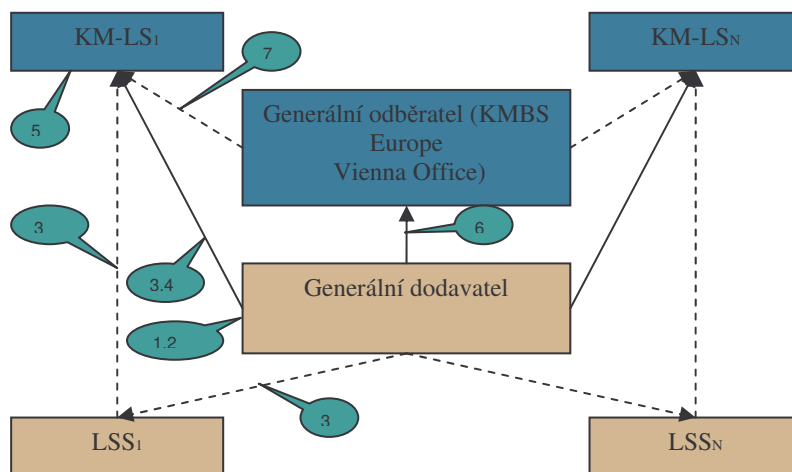 KM-LS1
KM-LSN
7
5
Generální odběratel (KMBS
Europe
Vienna Office)
3
6
3.4
Generální dodavatel
1.2
3
LSS1
LSSN